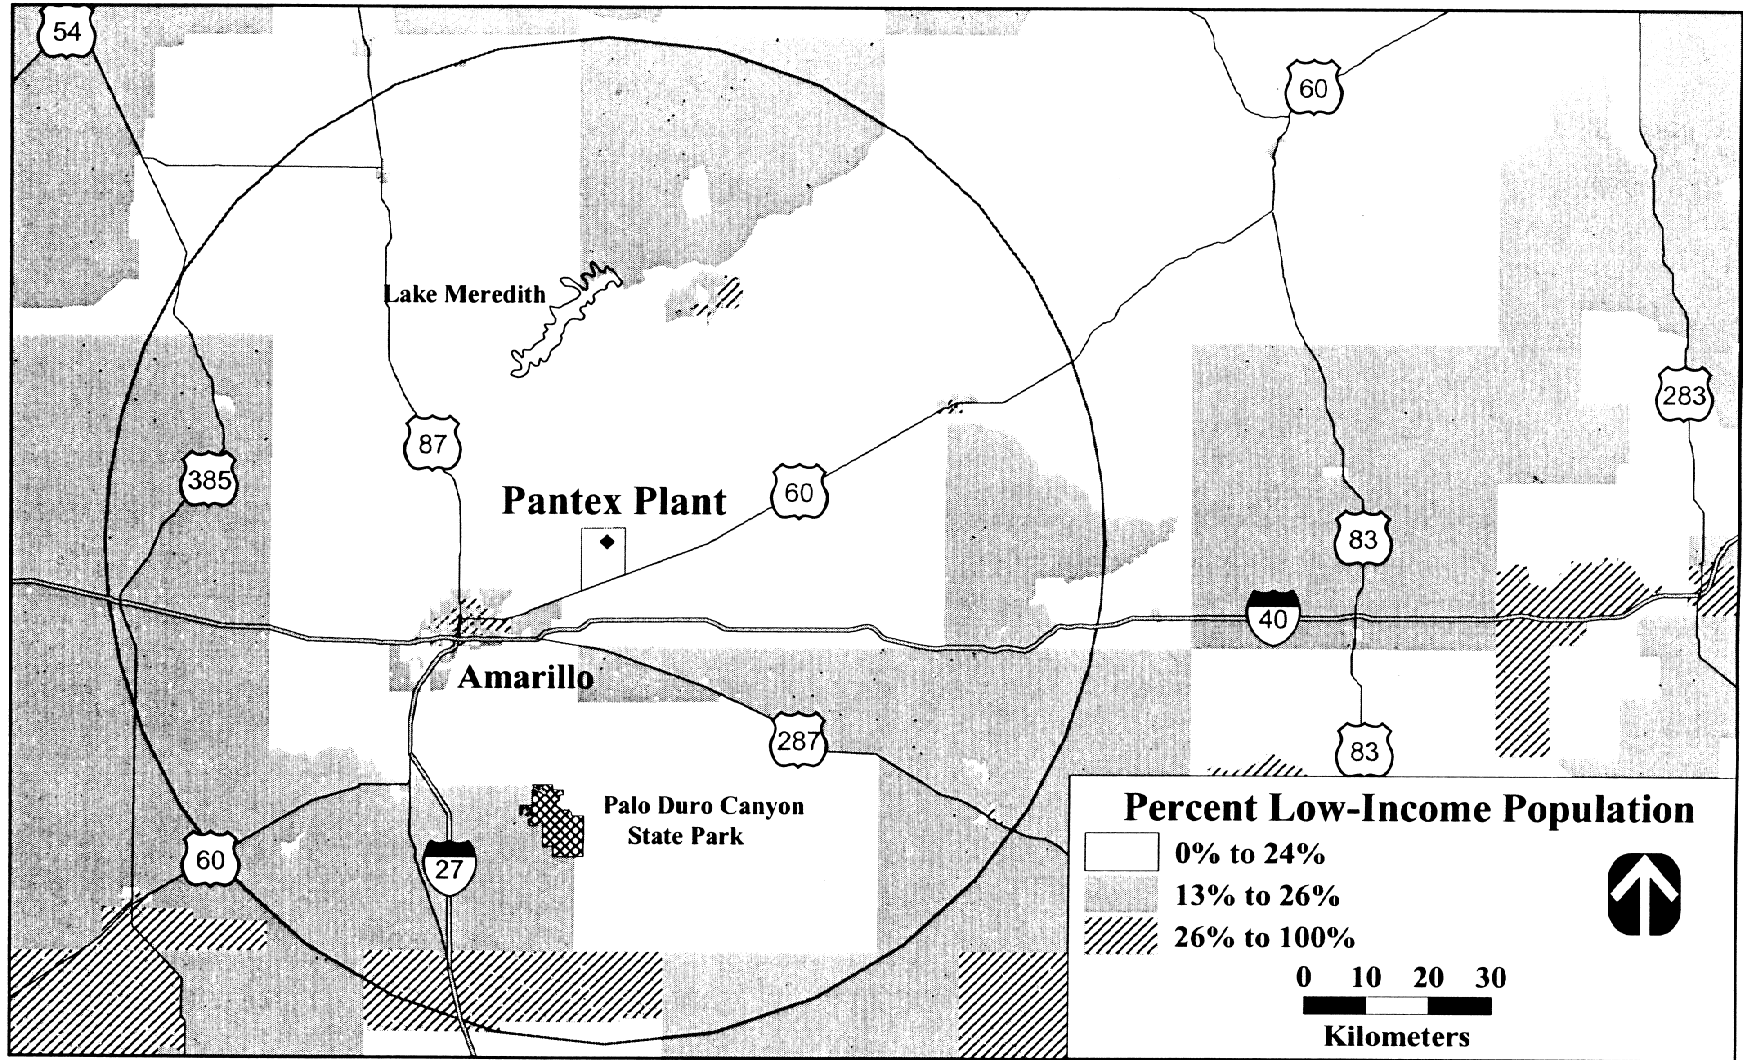 54
60
Lake Meredith
283
87
385
Pantex Plant
60
83
40
Amarillo
287
83
Palo Duro Canyon
State Park
60
27
Percent Low-Income Population
0% to 24%
13% to 26%
26% to 100%
0 10 20 30
Kilometers